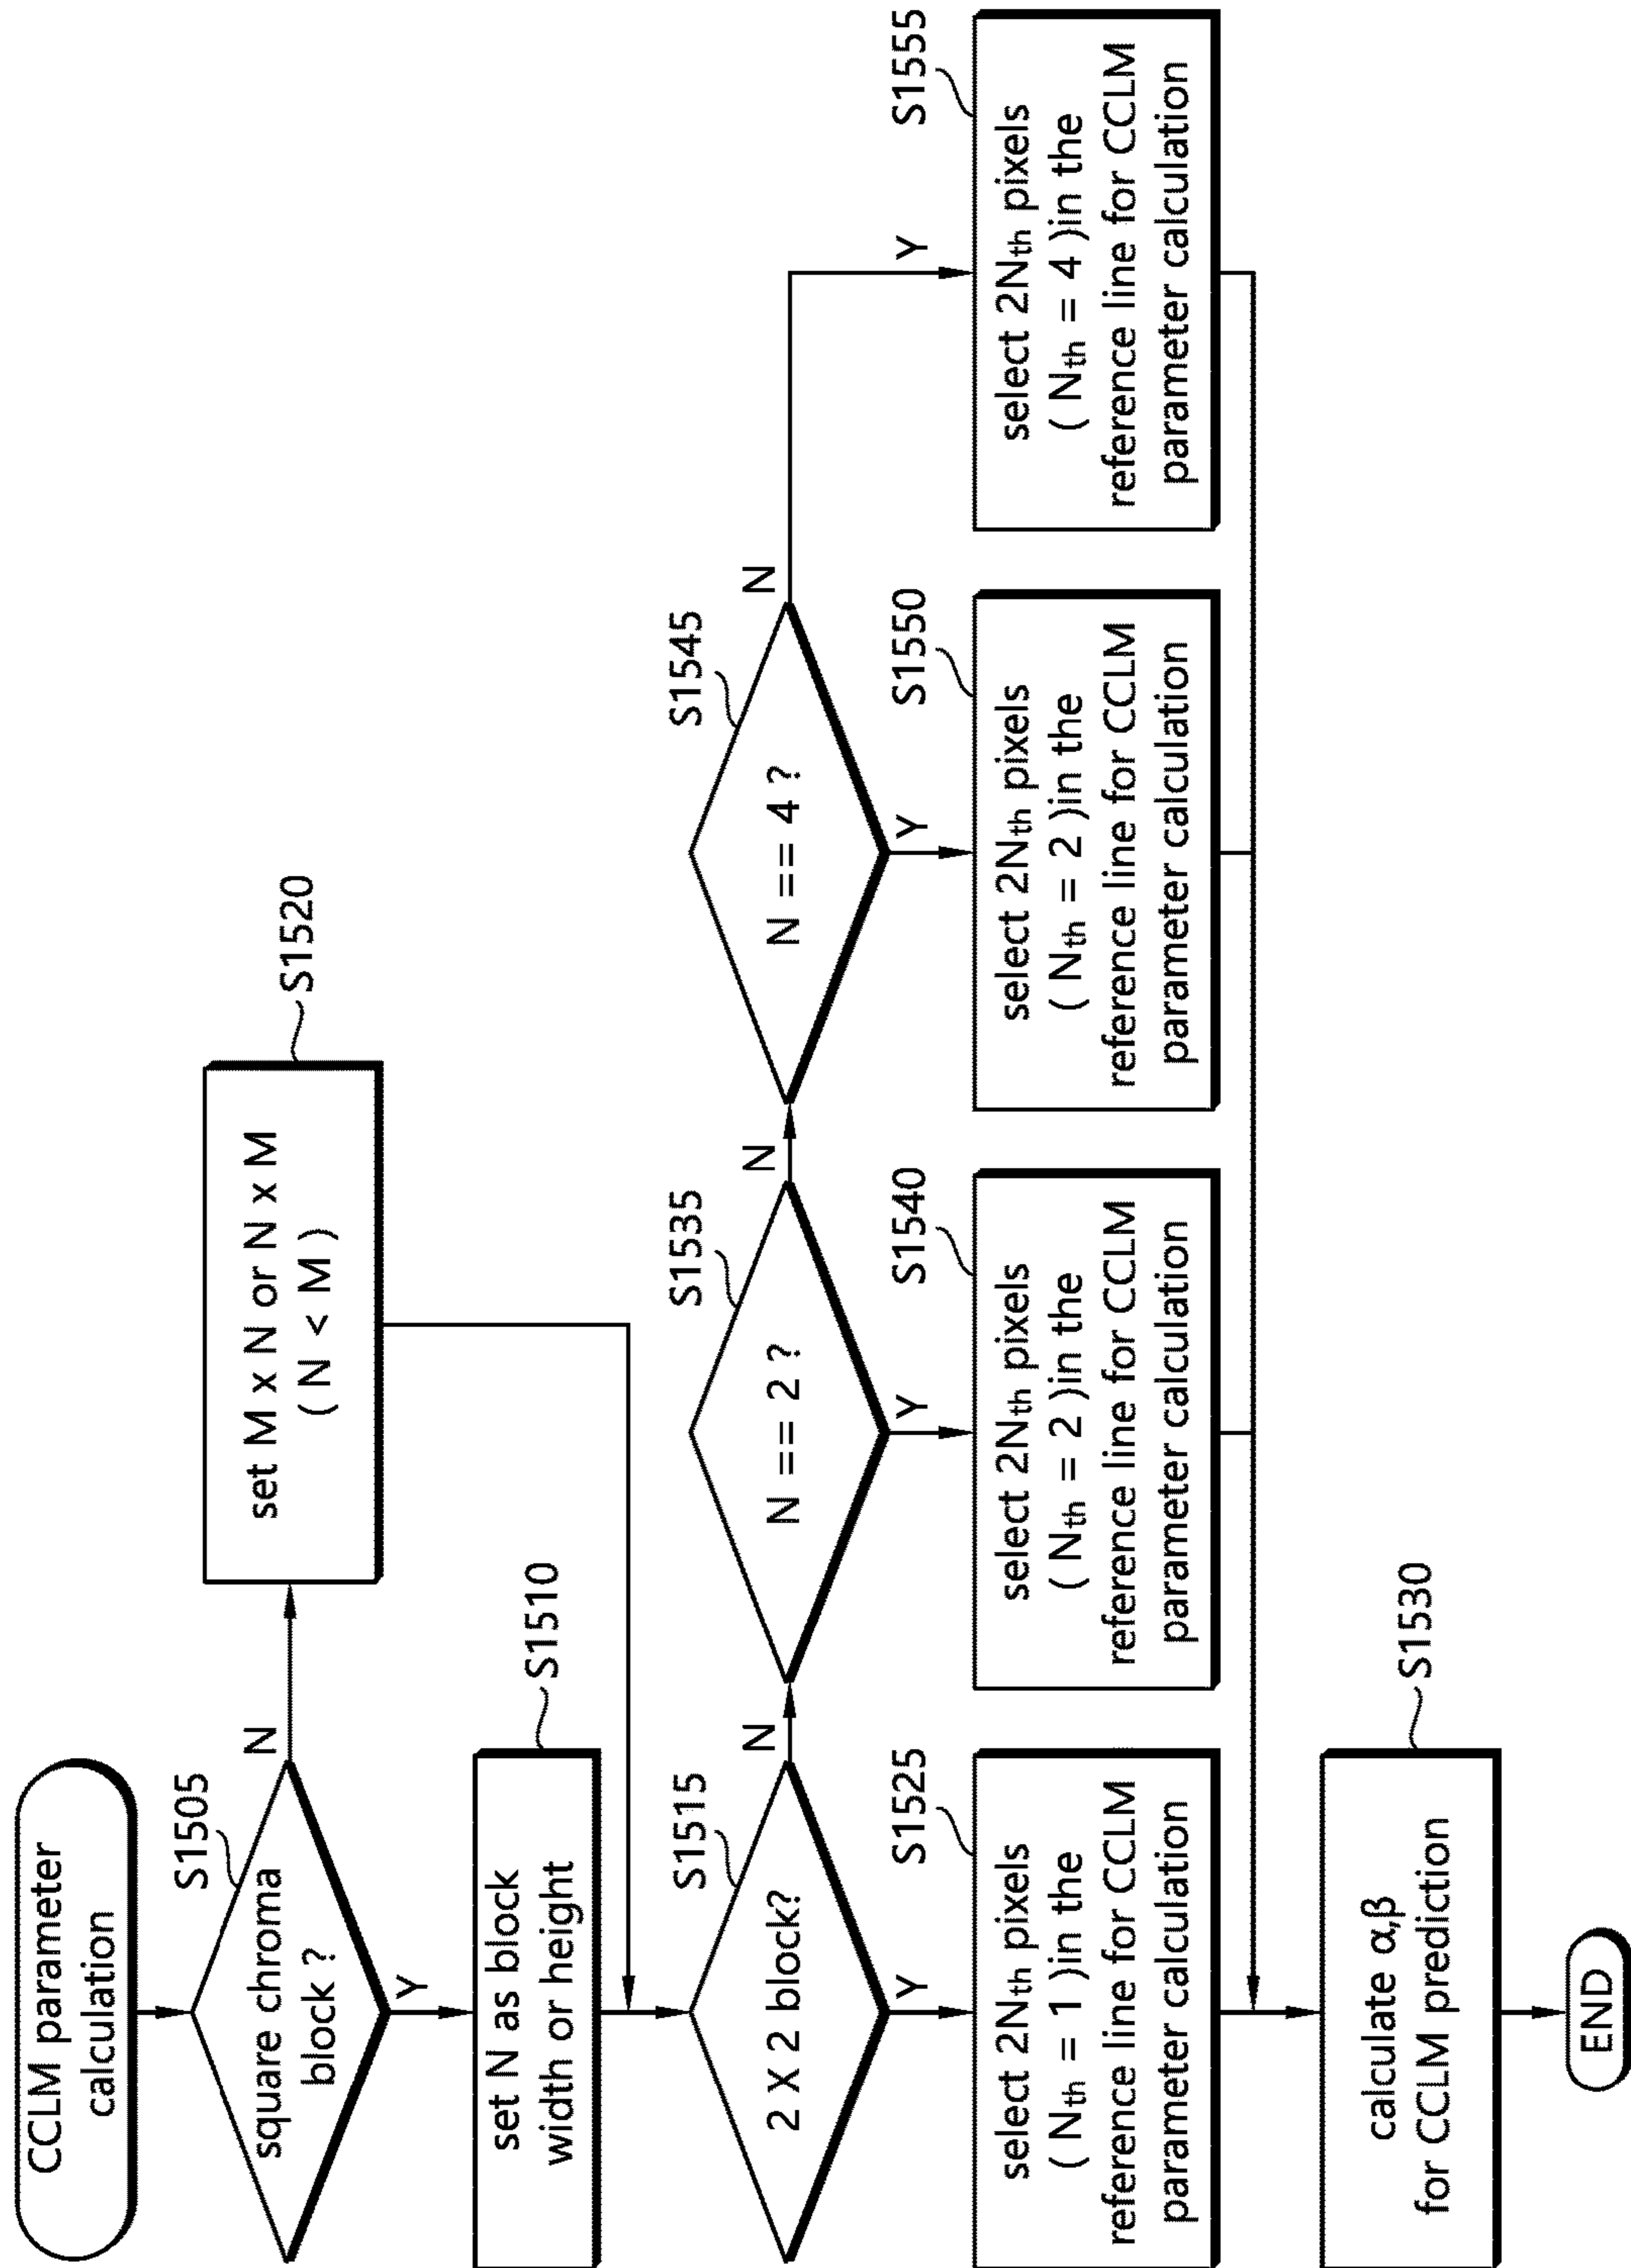 CCLM parameter
calculation
S1505
square chroma
block ?
N
Y
S1520
set M x N or N x M
( N < M )
S1510
set N as block
width or height
S1515
2 X 2 block?
N
Y
S1535
N == 2 ?
N
Y
S1545
N == 4 ?
N
Y
Y
S1525
select 2Nth pixels
( Nth = 1 )in the
reference line for CCLM
parameter calculation
S1540
select 2Nth pixels
( Nth = 2 )in the
reference line for CCLM
parameter calculation
S1550
select 2Nth pixels
( Nth = 2 )in the
reference line for CCLM
parameter calculation
S1555
select 2Nth pixels
( Nth = 4 )in the
reference line for CCLM
parameter calculation
S1530
calculate α,β
for CCLM prediction
END